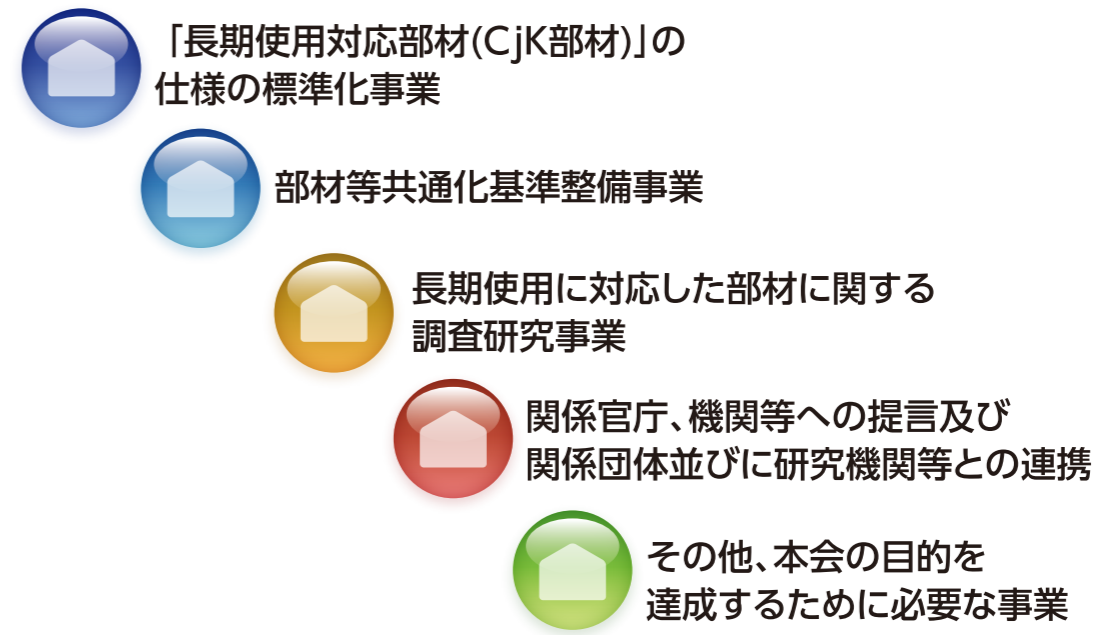 「長期使用対応部材(CjK部材)」の
仕様の標準化事業
部材等共通化基準整備事業
長期使用に対応した部材に関する
調査研究事業
関係官庁、機関等への提言及び
関係団体並びに研究機関等との連携
その他、本会の目的を
達成するために必要な事業